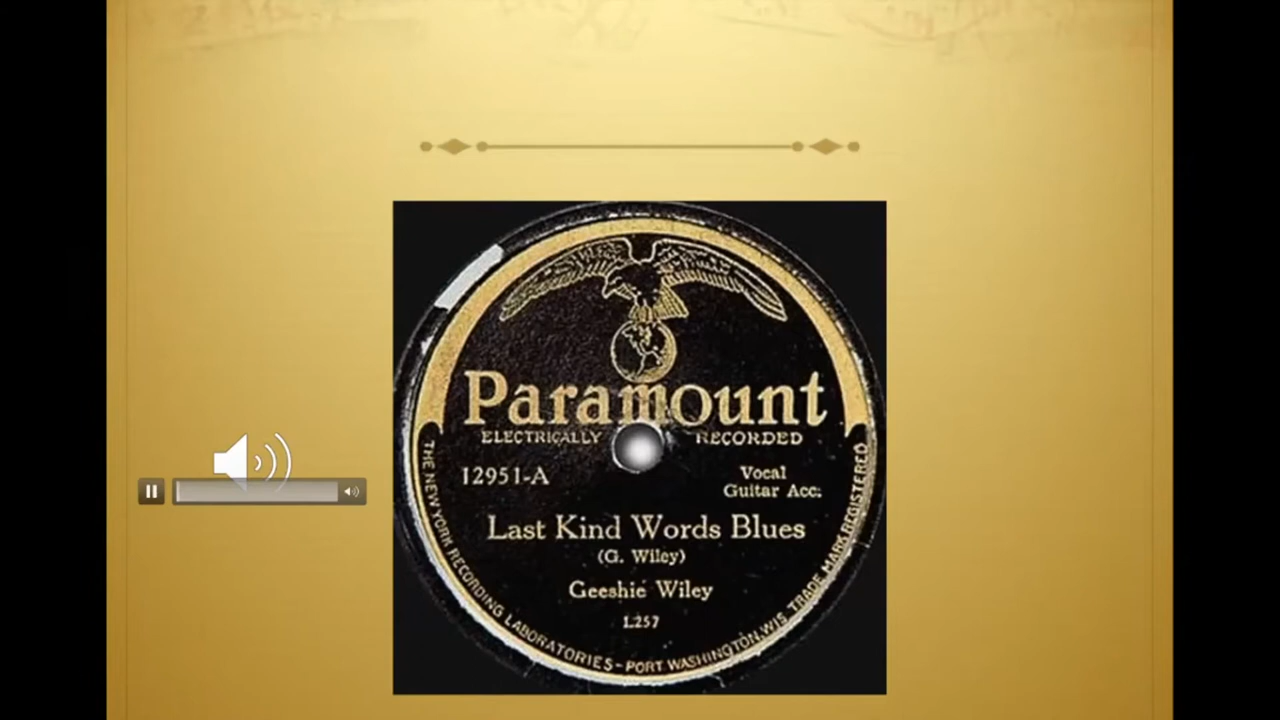 Paramount
ELECTRICALLY RECORDED
12951-A
Vocal
Guitar Acc.
Last Kind Words Blues
(G. Wiley)
Geeshie Wiley
L257
THE NEW YORK RECORDING LABORATORIES - PORT WASHINGTON, WIS. TRADE MARK REGISTERED